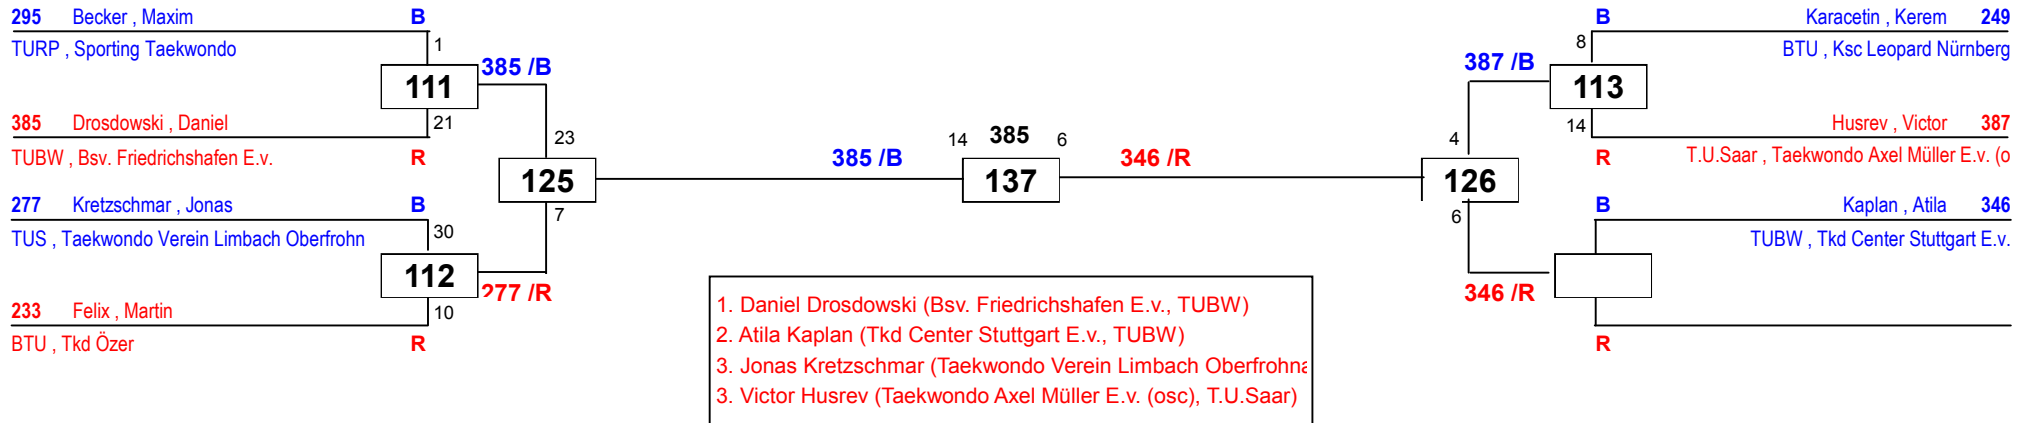 295 Becker , Maxim B
TURP , Sporting Taekwondo 1
111 385 /B
385 Drosdowski , Daniel 21
TUBW , Bsv. Friedrichshafen E.v. R
277 Kretzschmar , Jonas B
TUS , Taekwondo Verein Limbach Oberfrohn 30
112 277 /R
233 Felix , Martin 10
BTU , Tkd Özer R
23
125
7
385 /B
14 385 6
137
346 /R
4
126
6
B Karacetin , Kerem 249
8 BTU , Ksc Leopard Nürnberg
387 /B 113
14 Husrev , Victor 387
R T.U.Saar , Taekwondo Axel Müller E.v. (o
B Kaplan , Atila 346
TUBW , Tkd Center Stuttgart E.v.
346 /R
R
1. Daniel Drosdowski (Bsv. Friedrichshafen E.v., TUBW)
2. Atila Kaplan (Tkd Center Stuttgart E.v., TUBW)
3. Jonas Kretzschmar (Taekwondo Verein Limbach Oberfrohna
3. Victor Husrev (Taekwondo Axel Müller E.v. (osc), T.U.Saar)